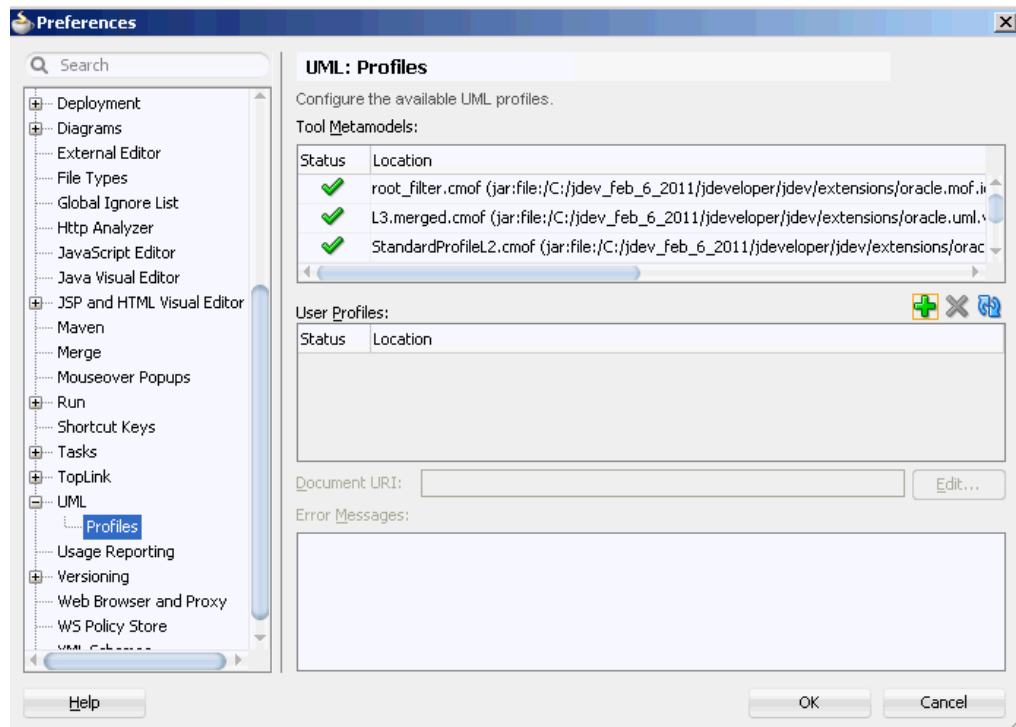 Preferences
Search
Deployment
Diagrams
External Editor
File Types
Global Ignore List
Http Analyzer
JavaScript Editor
Java Visual Editor
JSP and HTML Visual Editor
Maven
Merge
Mouseover Popups
Run
Shortcut Keys
Tasks
TopLink
UML
Profiles
Usage Reporting
Versioning
Web Browser and Proxy
WS Policy Store
UML: Profiles
Configure the available UML profiles.
Tool Metamodels:
Status Location
root_filter.cmof (jar:file:/C:/jdev_feb_6_2011/jdeveloper/jdev/extensions/oracle.mof.
L3.merged.cmof (jar:file:/C:/jdev_feb_6_2011/jdeveloper/jdev/extensions/oracle.uml.
StandardProfileL2.cmof (jar:file:/C:/jdev_feb_6_2011/jdeveloper/jdev/extensions/orac
User Profiles:
Status Location
Document URI:
Edit...
Error Messages:
Help
OK
Cancel